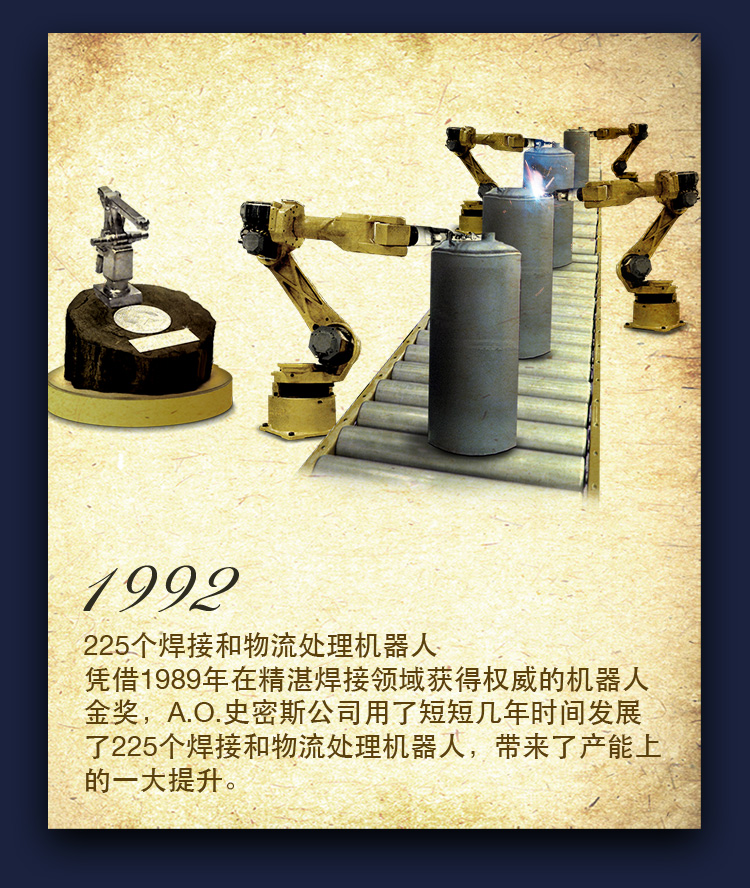 1992
225个焊接和物流处理机器人
凭借1989年在精湛焊接领域获得权威的机器人
金奖，A.O.史密斯公司用了短短几年时间发展
了225个焊接和物流处理机器人，带来了产能上
的一大提升。